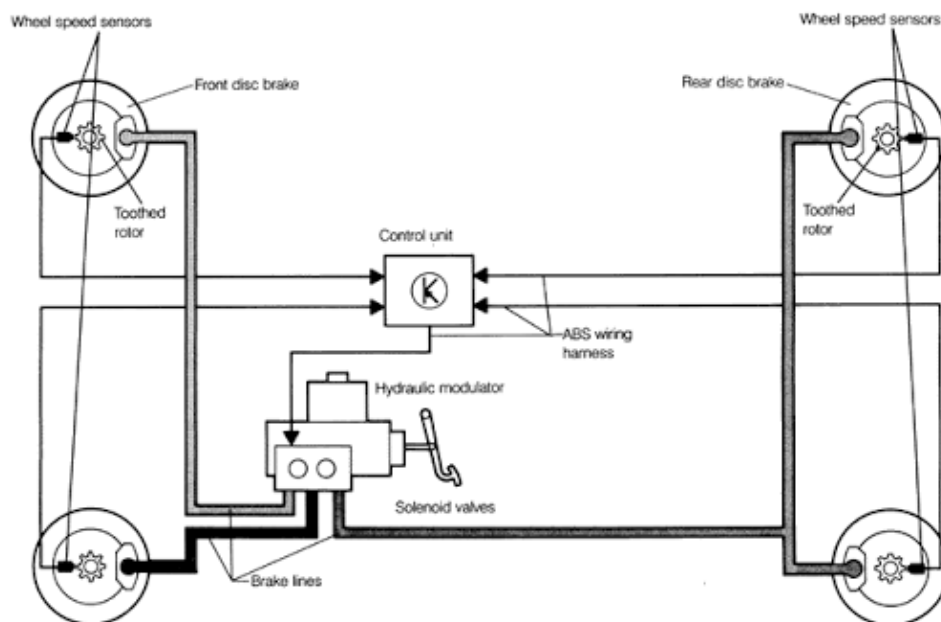 Wheel speed sensors
Wheel speed sensors
Front disc brake
Rear disc brake
Toothed
rotor
Toothed
rotor
Control unit
ABS wiring
harness
Hydraulic modulator
Solenoid valves
Brake lines